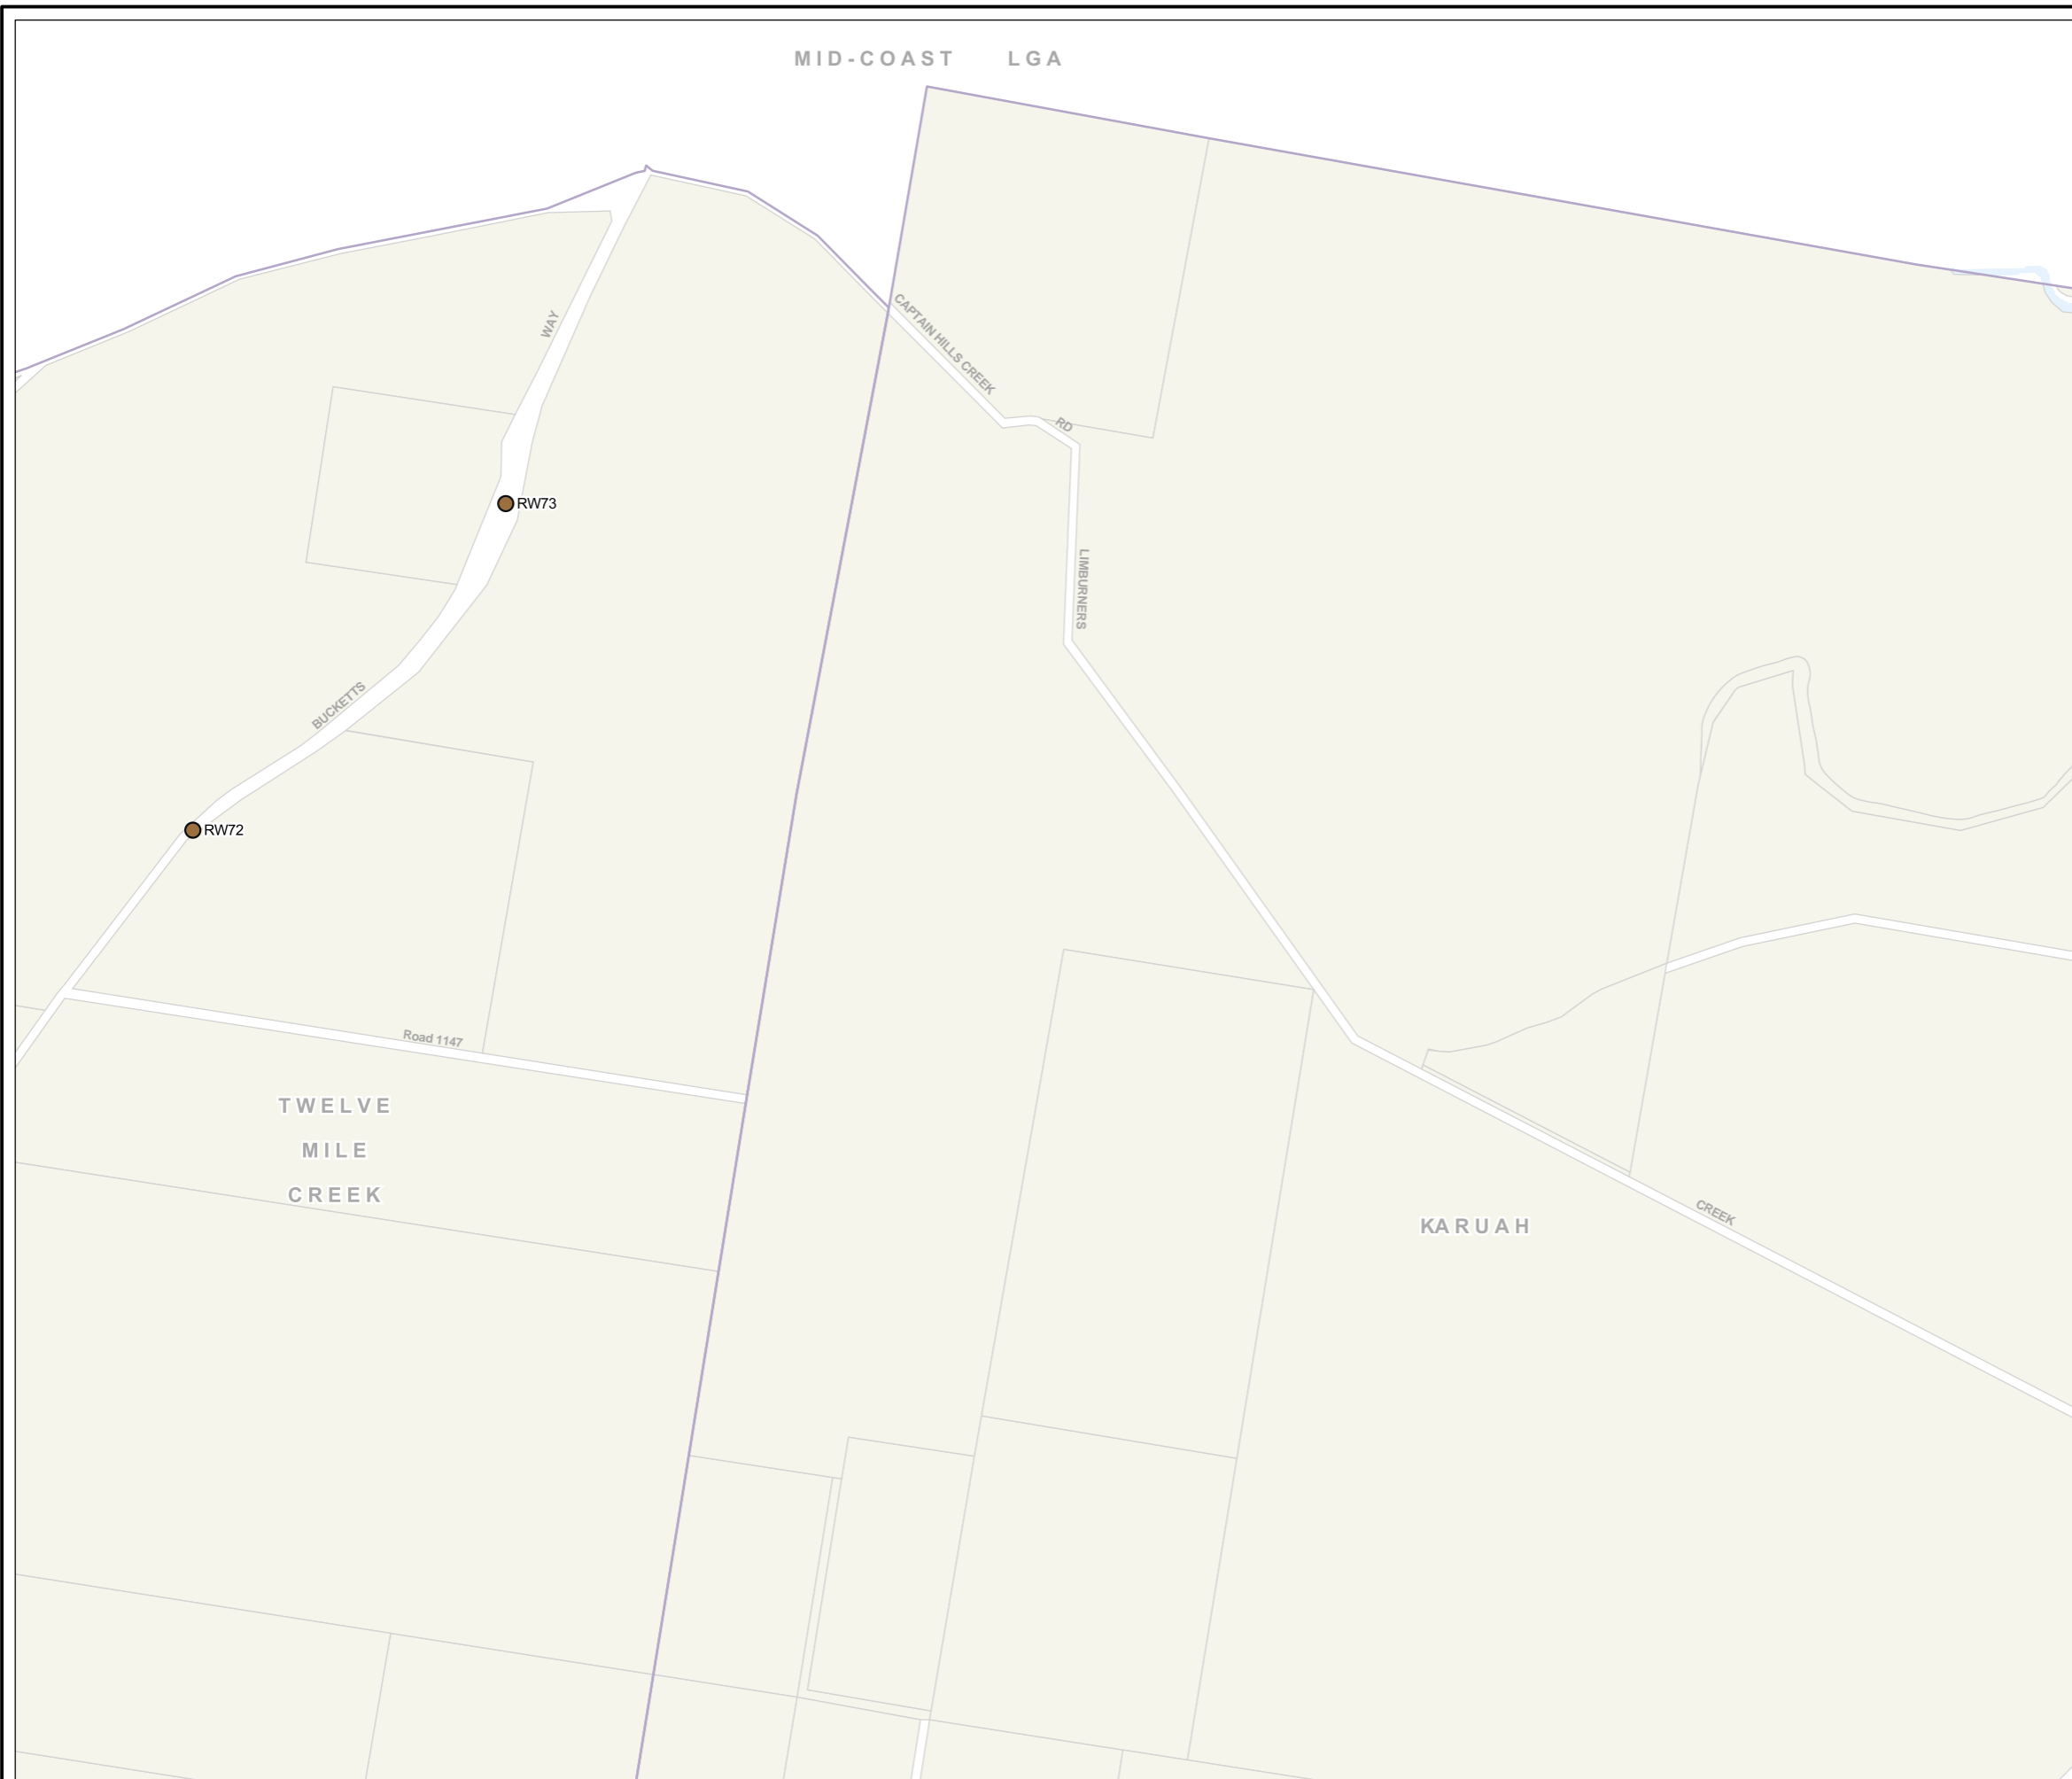 MID-COAST LGA
CAPTAIN HILLS CREEK
RD
WAY
RW73
LIMBURNERS
BUCKETTS
RW72
Road 1147
TWELVE
MILE
CREEK
CREEK
KARUAH